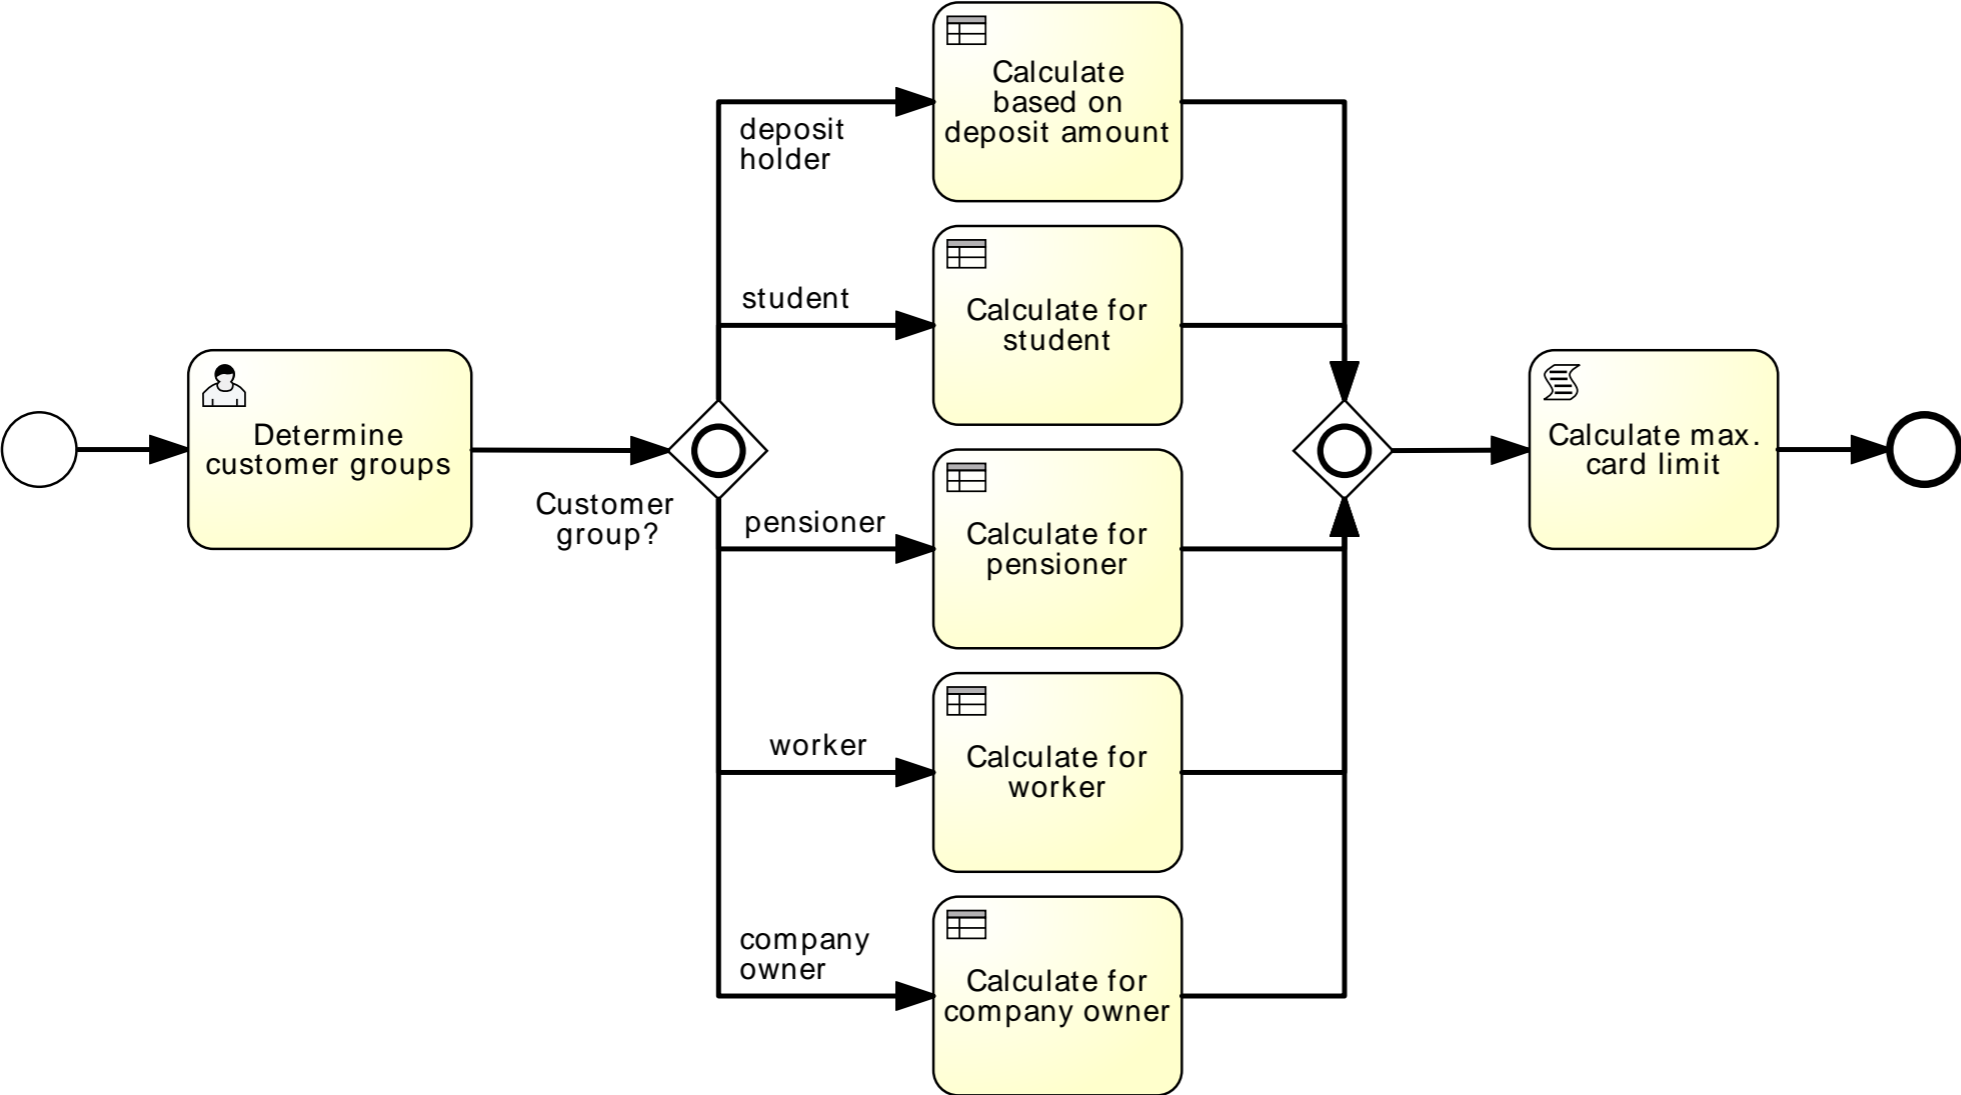 Determine
customer groups
Customer
group?
deposit
holder
Calculate
based on
deposit amount
student
Calculate for
student
pensioner
Calculate for
pensioner
worker
Calculate for
worker
company
owner
Calculate for
company owner
Calculate max.
card limit